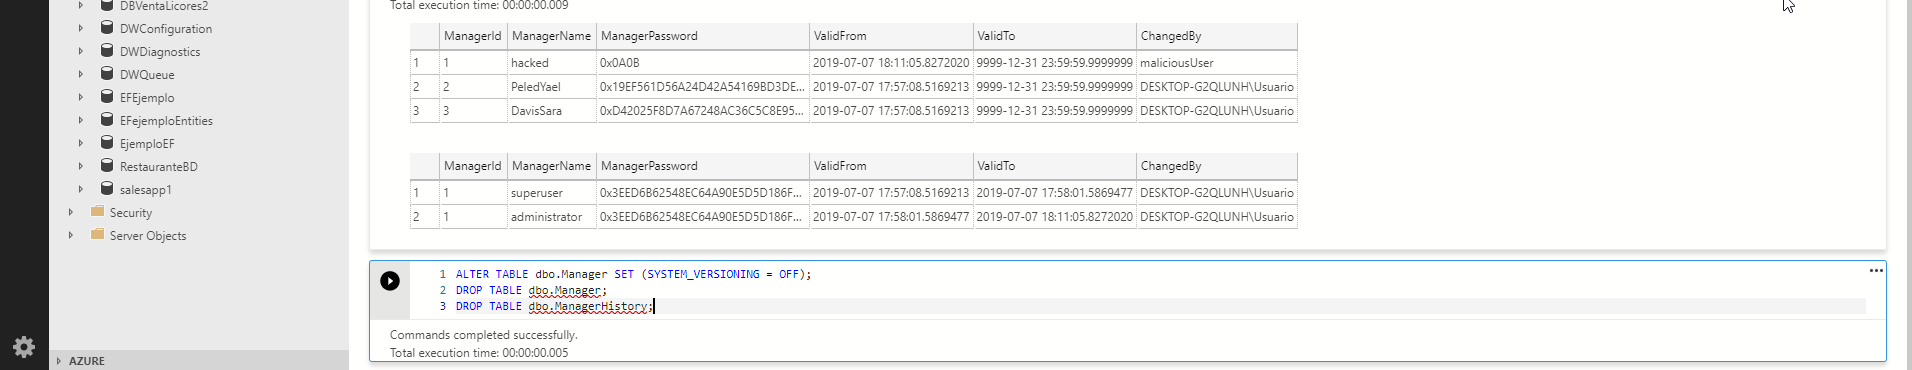 DBVentaLicores2
DWConfiguration
DWDiagnostics
DWQueue
EFEjemplo
EFejemploEntities
EjemploEF
RestauranteBD
salesapp1
Security
Server Objects
AZURE
Total execution time: 00:00:00.009
ManagerId ManagerName ManagerPassword ValidFrom ValidTo ChangedBy
1 1 hacked 0x0A0B 2019-07-07 18:11:05.8272020 9999-12-31 23:59:59.9999999 maliciousUser
2 2 PeledYael 0x19EF561D56A24D42A54169BD3DE... 2019-07-07 17:57:08.5169213 9999-12-31 23:59:59.9999999 DESKTOP-G2QLUNH\Usuario
3 3 DavisSara 0xD42025F8D7A67248AC36C5C8E95... 2019-07-07 17:57:08.5169213 9999-12-31 23:59:59.9999999 DESKTOP-G2QLUNH\Usuario
ManagerId ManagerName ManagerPassword ValidFrom ValidTo ChangedBy
1 1 superuser 0x3EED6B62548EC64A90E5D5D186F... 2019-07-07 17:57:08.5169213 2019-07-07 17:58:01.5869477 DESKTOP-G2QLUNH\Usuario
2 1 administrator 0x3EED6B62548EC64A90E5D5D186F... 2019-07-07 17:58:01.5869477 2019-07-07 18:11:05.8272020 DESKTOP-G2QLUNH\Usuario
1 ALTER TABLE dbo.Manager SET (SYSTEM_VERSIONING = OFF);
2 DROP TABLE dbo.Manager;
3 DROP TABLE dbo.ManagerHistory;
Commands completed successfully.
Total execution time: 00:00:00.005